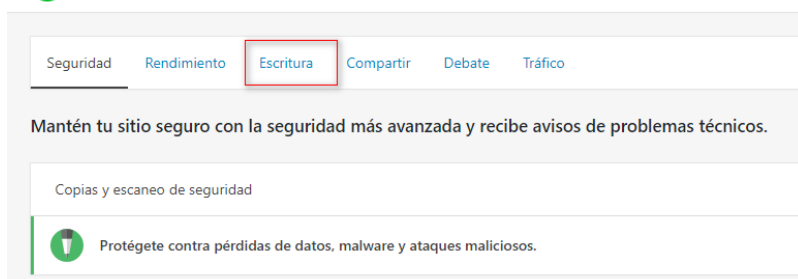 Seguridad Rendimiento Escritura Compartir Debate Tráfico
Mantén tu sitio seguro con la seguridad más avanzada y recibe avisos de problemas técnicos.
Copias y escaneo de seguridad
Protégete contra pérdidas de datos, malware y ataques maliciosos.